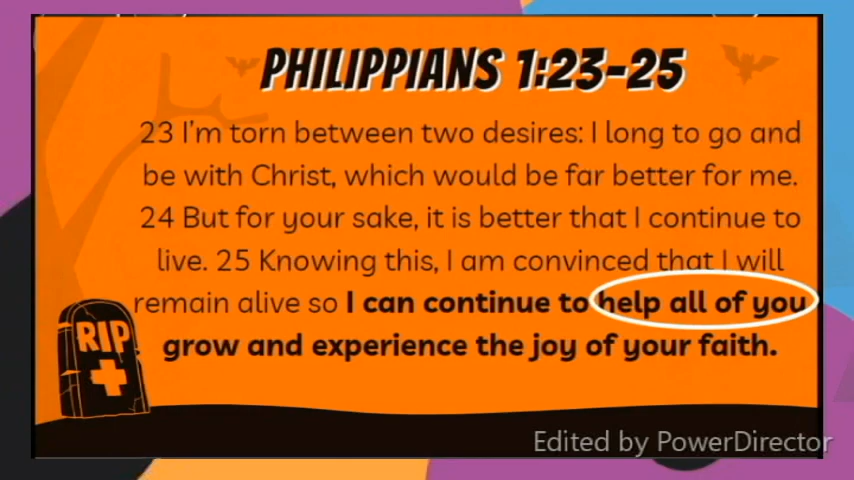 PHILIPPIANS 1:23-25
23 I'm torn between two desires: I long to go and
be with Christ, which would be far better for me.
24 But for your sake, it is better that I continue to
live. 25 Knowing this, I am convinced that I will
remain alive so I can continue to help all of you
grow and experience the joy of your faith.
RIP
Edited by PowerDirector